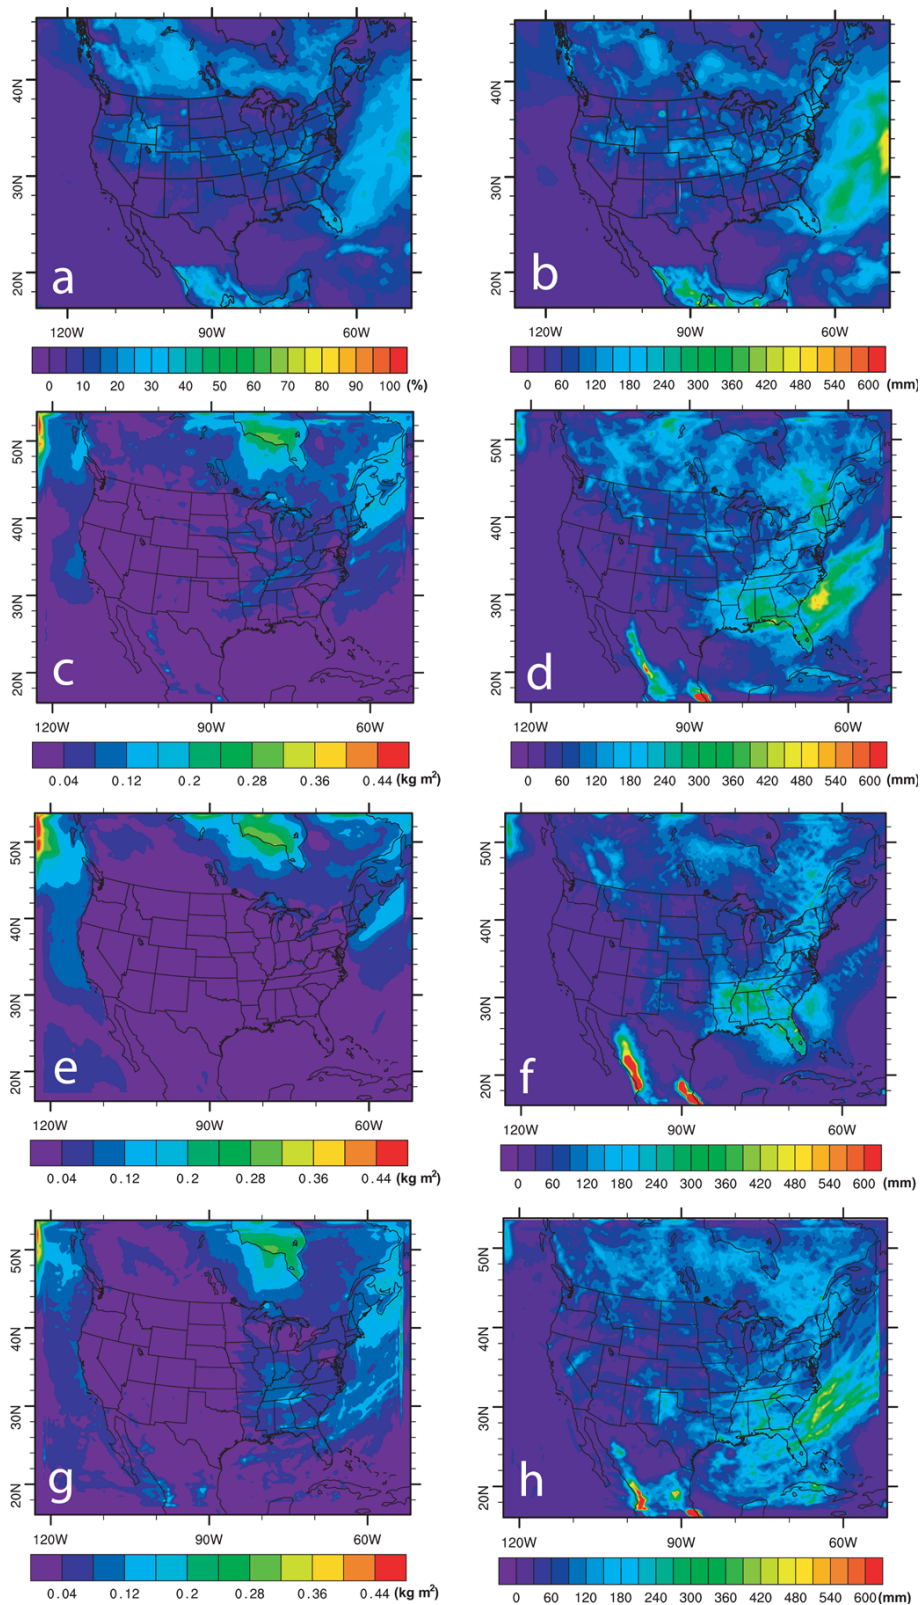 40N 30N 20N
a
120W 90W 60W
0 10 20 30 40 50 60 70 80 90 100 (%)
40N 30N 20N
b
120W 90W 60W
0 60 120 180 240 300 360 420 480 540 600 (mm)
50N 40N 30N 20N
c
120W 90W 60W
0.04 0.12 0.2 0.28 0.36 0.44 (kg m²)
50N 40N 30N 20N
d
120W 90W 60W
0 60 120 180 240 300 360 420 480 540 600 (mm)
50N 40N 30N 20N
e
120W 90W 60W
0.04 0.12 0.2 0.28 0.36 0.44 (kg m²)
50N 40N 30N 20N
f
120W 90W 60W
0 60 120 180 240 300 360 420 480 540 600 (mm)
50N 40N 30N 20N
g
120W 90W 60W
0.04 0.12 0.2 0.28 0.36 0.44 (kg m²)
50N 40N 30N 20N
h
120W 90W 60W
0 60 120 180 240 300 360 420 480 540 600 (mm)